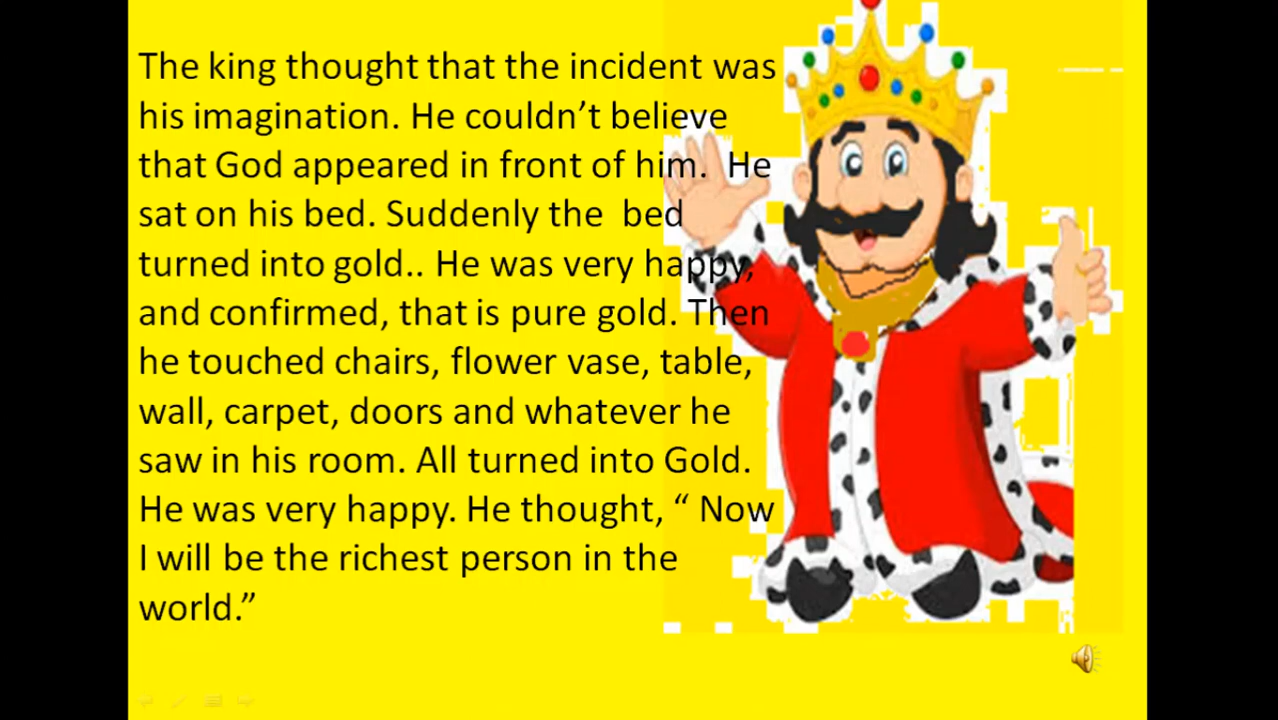 The king thought that the incident was
his imagination. He couldn’t believe
that God appeared in front of him.  He
sat on his bed. Suddenly the  bed
turned into gold.. He was very happy,
and confirmed, that is pure gold. Then
he touched chairs, flower vase, table,
wall, carpet, doors and whatever he
saw in his room. All turned into Gold.
He was very happy. He thought, “ Now
I will be the richest person in the
world.”